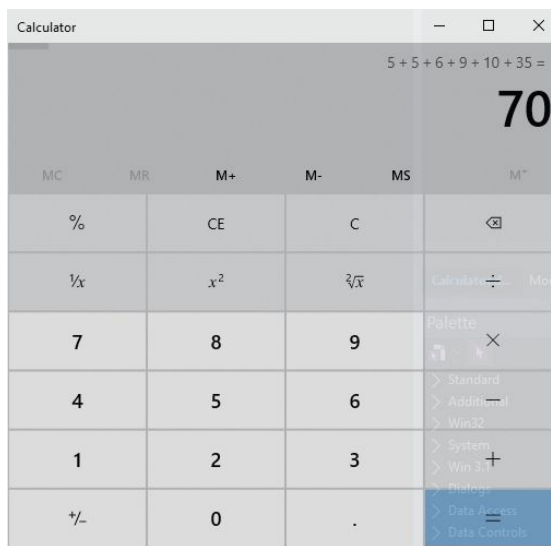 Calculator
5 + 5 + 6 + 9 + 10 + 35 =
70
MC MR M+ M- MS M˅
% CE C
¹/x x² ²√x ÷
Palette
7 8 9 ×
Standard
4 5 6 −
Additional
Win32
System
1 2 3 +
Win 3.1
Dialogs
Data Access
+/− 0 . =
Data Controls